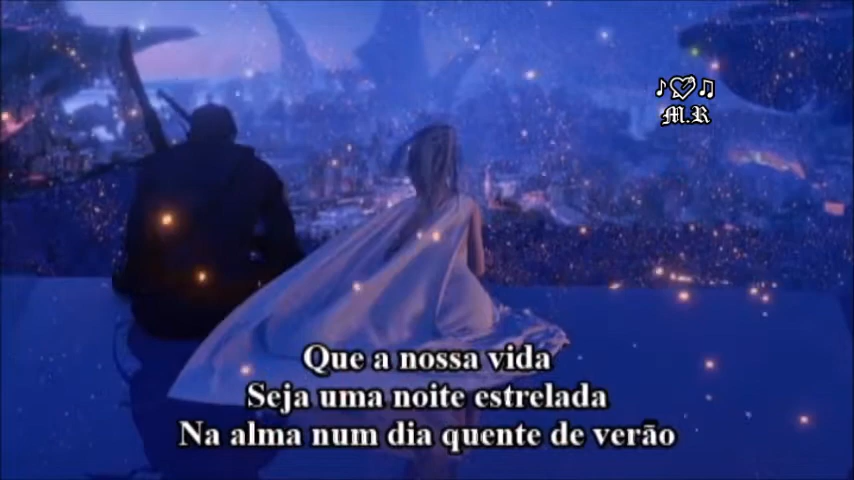 ♪♡♫
M.R
Que a nossa vida
Seja uma noite estrelada
Na alma num dia quente de verão